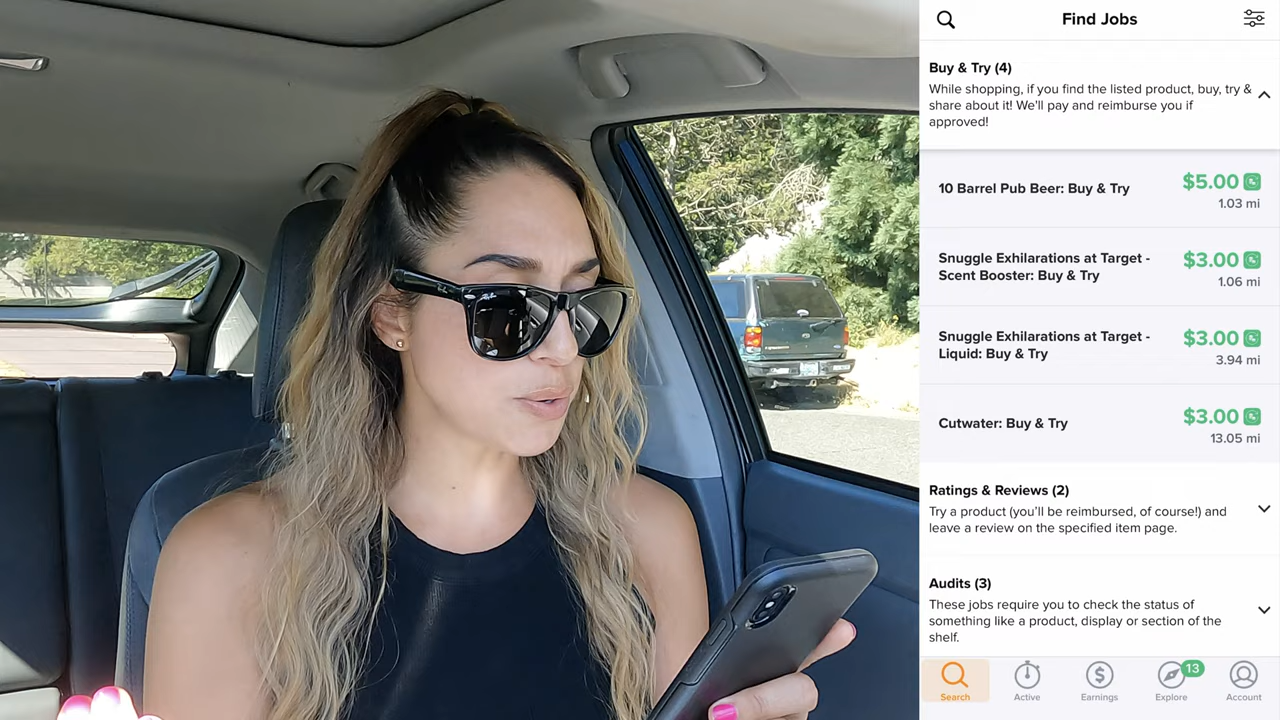 Find Jobs
Buy & Try (4)
While shopping, if you find the listed product, buy, try &
share about it! We'll pay and reimburse you if
approved!
10 Barrel Pub Beer: Buy & Try
$5.00
1.03 mi
Snuggle Exhilarations at Target -
Scent Booster: Buy & Try
$3.00
1.06 mi
Snuggle Exhilarations at Target -
Liquid: Buy & Try
$3.00
3.94 mi
Cutwater: Buy & Try
$3.00
13.05 mi
Ratings & Reviews (2)
Try a product (you'll be reimbursed, of course!) and
leave a review on the specified item page.
Audits (3)
These jobs require you to check the status of
something like a product, display or section of the
shelf.
13
Search
Active
Earnings
Explore
Account
Ray-Ban